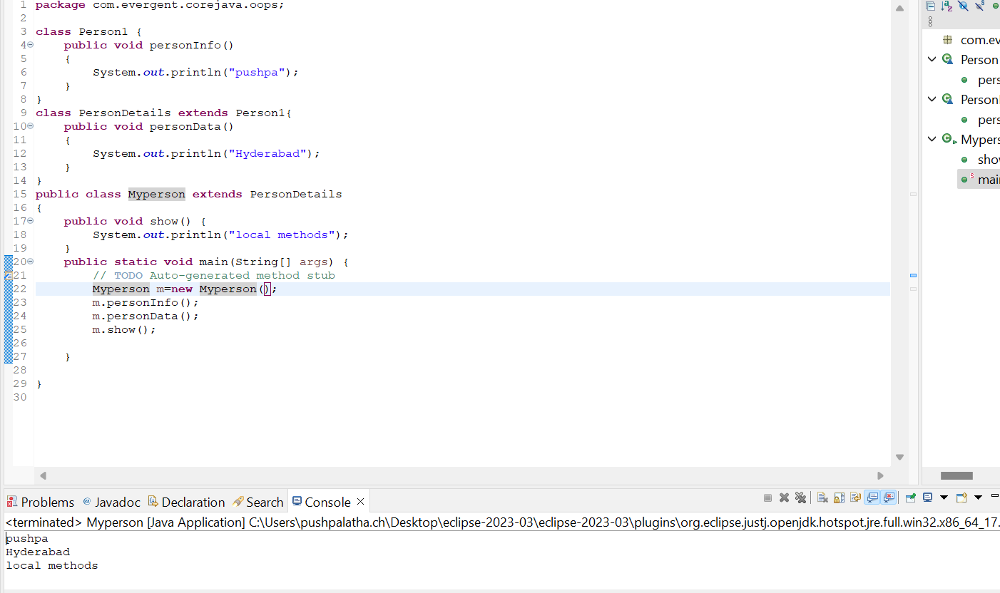 1 package com.evergent.corejava.oops;
2
3 class Person1 {
4     public void personInfo()
5     {
6         System.out.println("pushpa");
7     }
8 }
9 class PersonDetails extends Person1{
10     public void personData()
11     {
12         System.out.println("Hyderabad");
13     }
14 }
15 public class Myperson extends PersonDetails
16 {
17     public void show() {
18         System.out.println("local methods");
19     }
20     public static void main(String[] args) {
21         // TODO Auto-generated method stub
22         Myperson m=new Myperson();
23         m.personInfo();
24         m.personData();
25         m.show();
26
27     }
28
29 }
30
com.ev
Person
pers
Person
pers
Mypers
show
main
Problems @ Javadoc Declaration Search Console
<terminated> Myperson [Java Application] C:\Users\pushpalatha.ch\Desktop\eclipse-2023-03\eclipse-2023-03\plugins\org.eclipse.justj.openjdk.hotspot.jre.full.win32.x86_64_17.
pushpa
Hyderabad
local methods